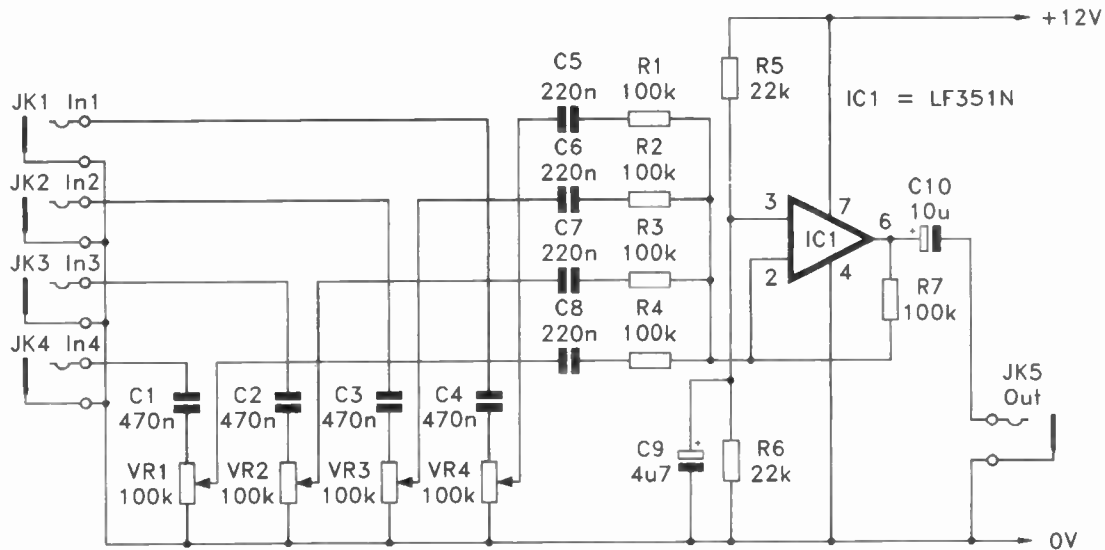 +12V
C5
220n
R1
100k
R5
22k
IC1 = LF351N
JK1 In1
C6
220n
R2
100k
JK2 In2
C7
220n
R3
100k
3
7
IC1
6
2
4
C10
+
10u
JK3 In3
C8
220n
R4
100k
R7
100k
JK4 In4
C1
470n
C2
470n
C3
470n
C4
470n
JK5
Out
VR1
100k
VR2
100k
VR3
100k
VR4
100k
C9
4u7
+
R6
22k
0V